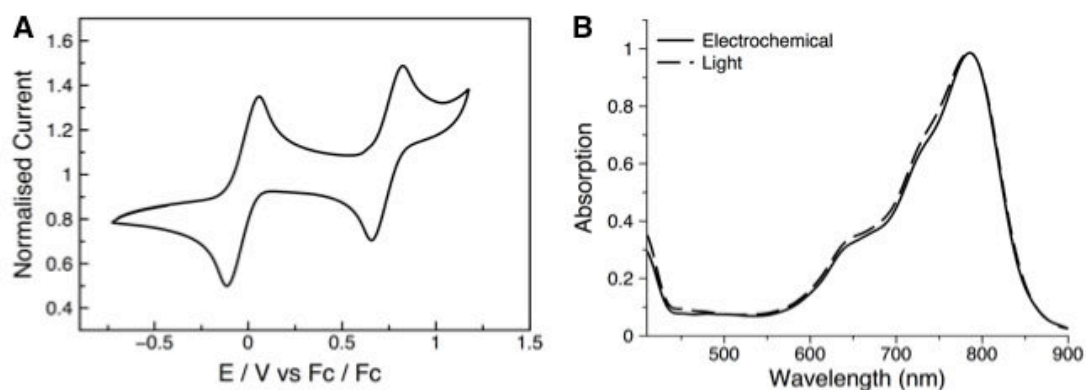 A
1.6
1.4
1.2
1
0.8
0.6
0.4
Normalised Current
−0.5
0
0.5
1
1.5
E / V vs Fc / Fc
B
Electrochemical
Light
1
0.8
0.6
0.4
0.2
0
Absorption
500
600
700
800
900
Wavelength (nm)